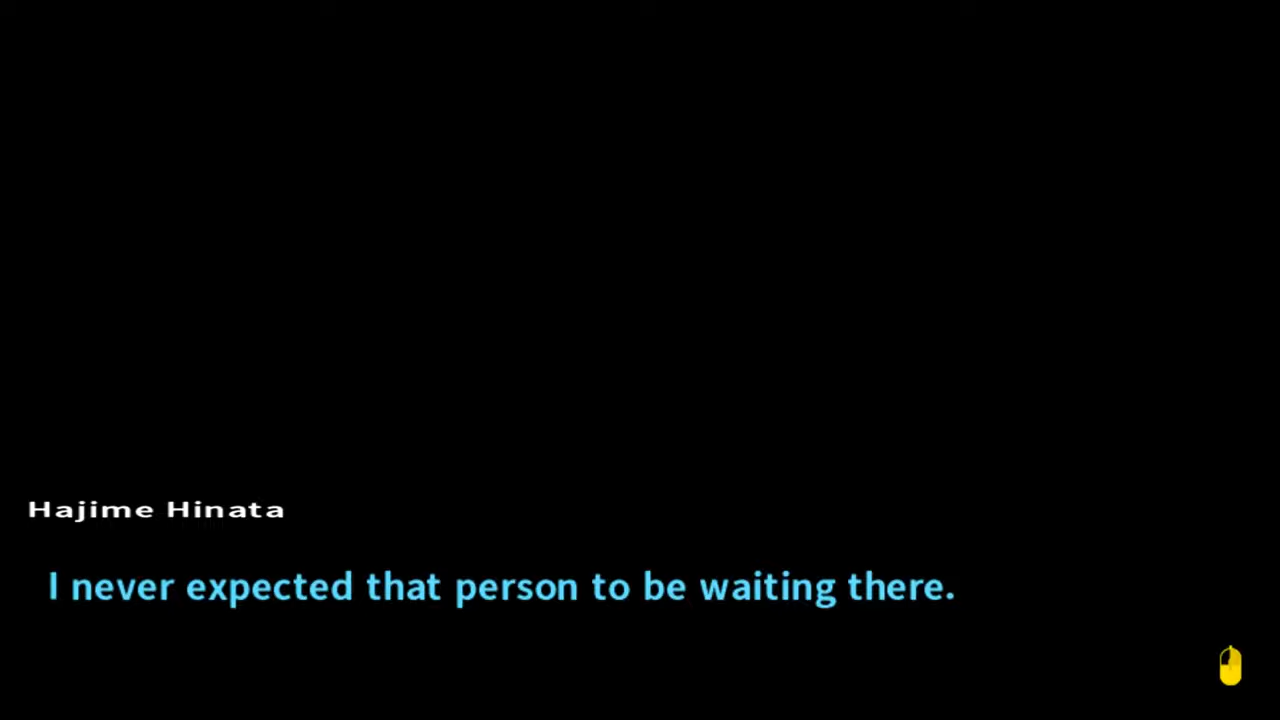 Hajime Hinata
I never expected that person to be waiting there.